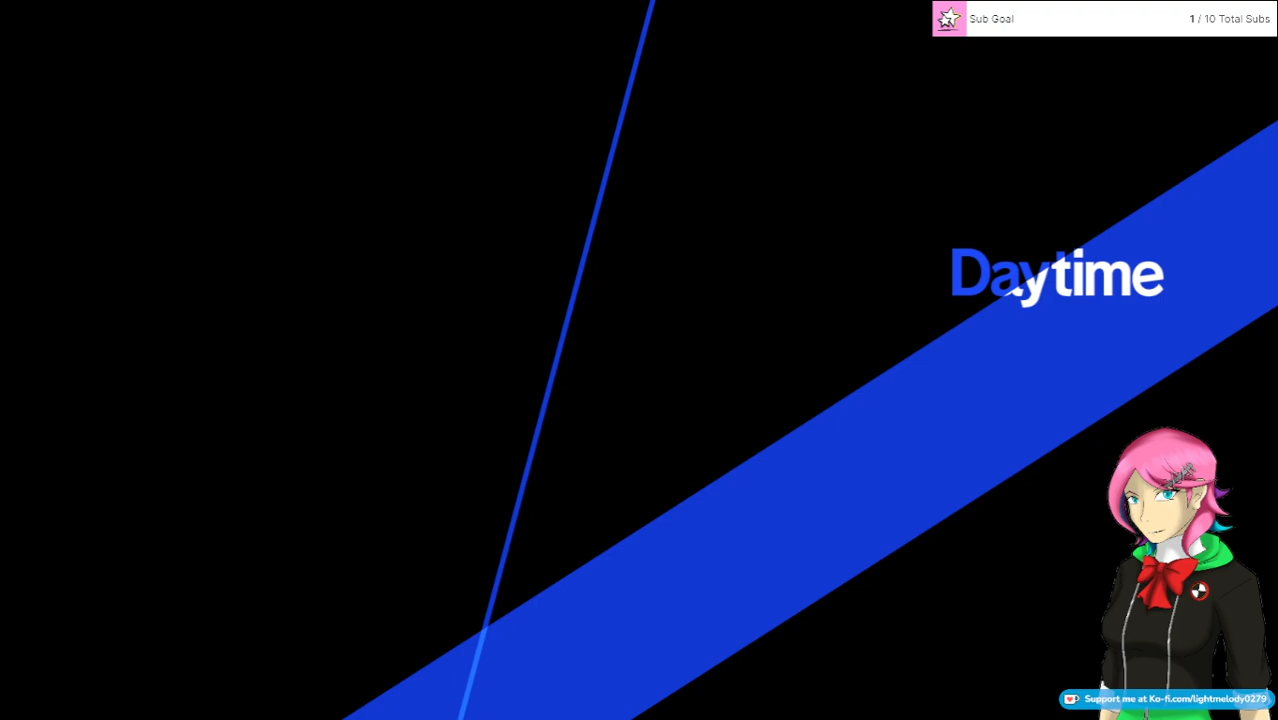 Sub Goal
1 / 10 Total Subs
Daytime
Support me at Ko-fi.com/lightmelody0279